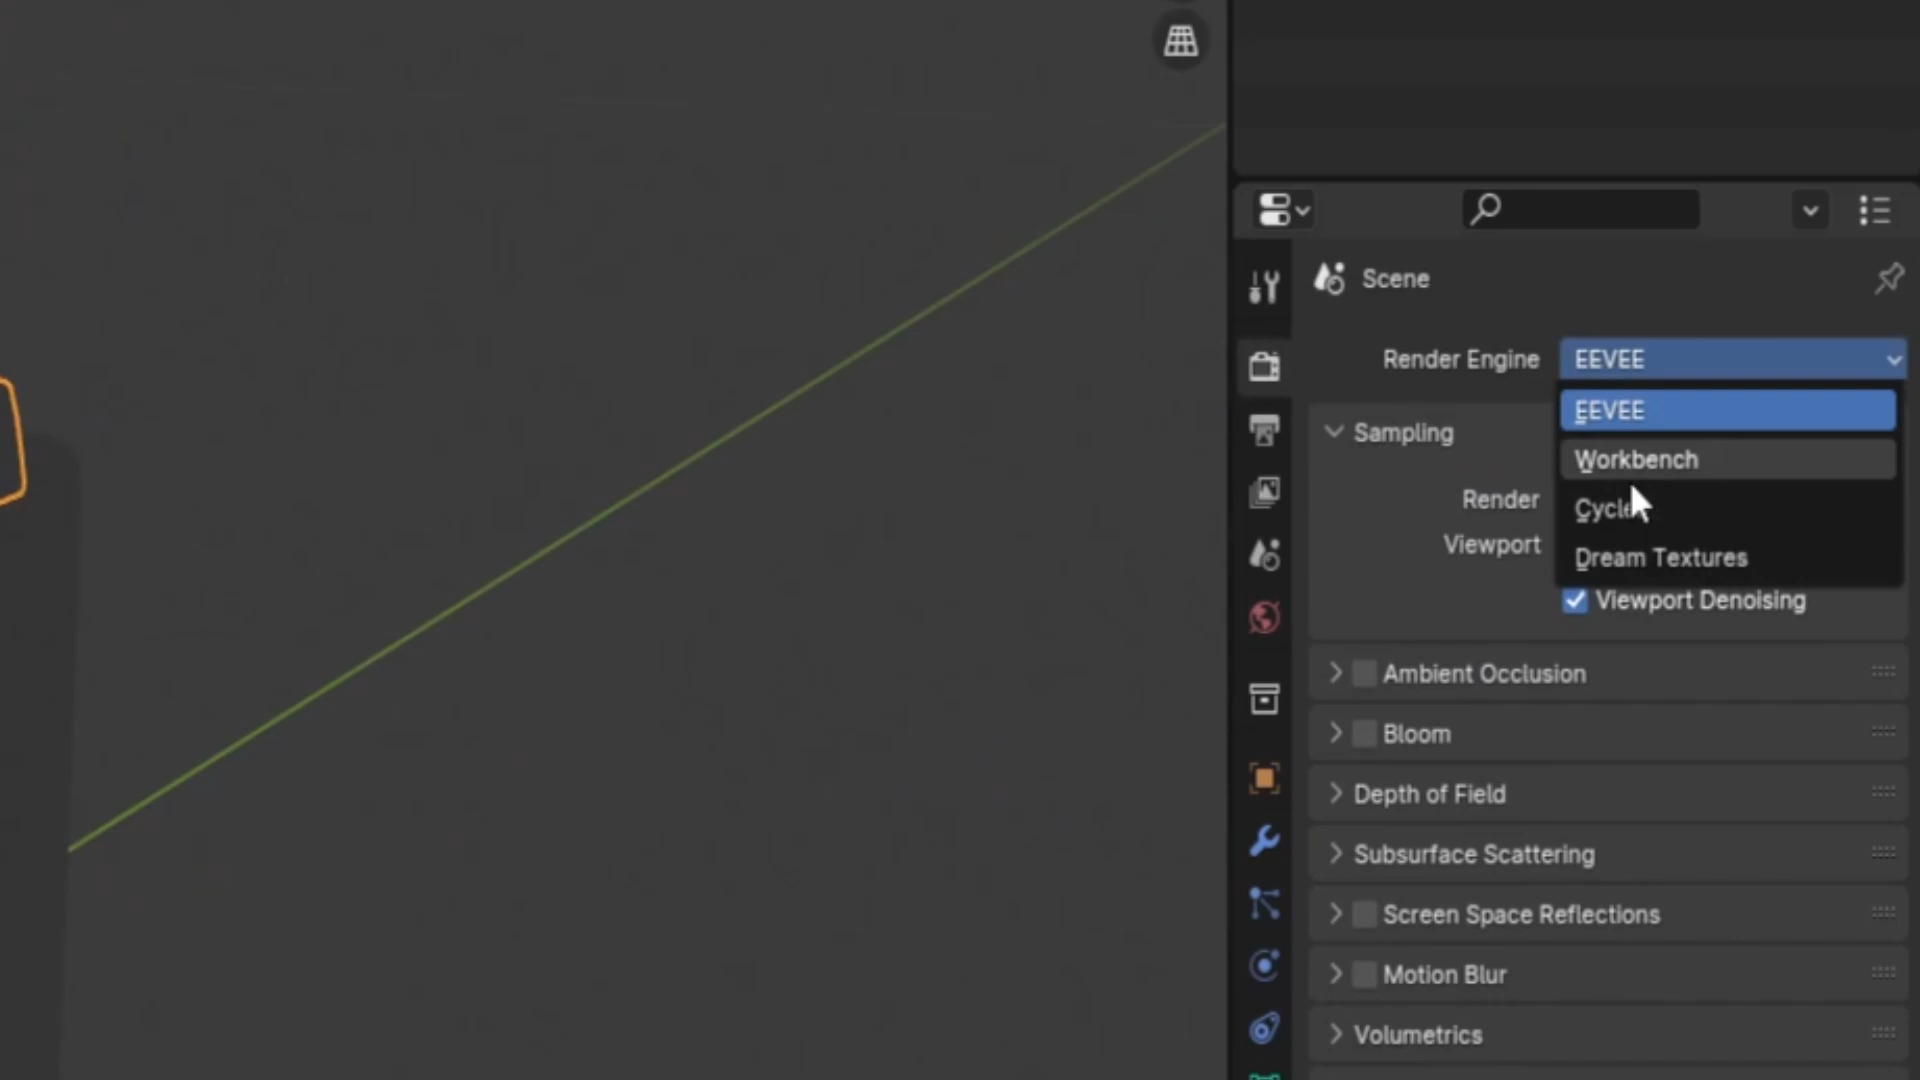 Scene
Render Engine
EEVEE
EEVEE
Sampling
Workbench
Render
Viewport
Dream Textures
Viewport Denoising
Ambient Occlusion
Bloom
Depth of Field
Subsurface Scattering
Screen Space Reflections
Motion Blur
Volumetrics